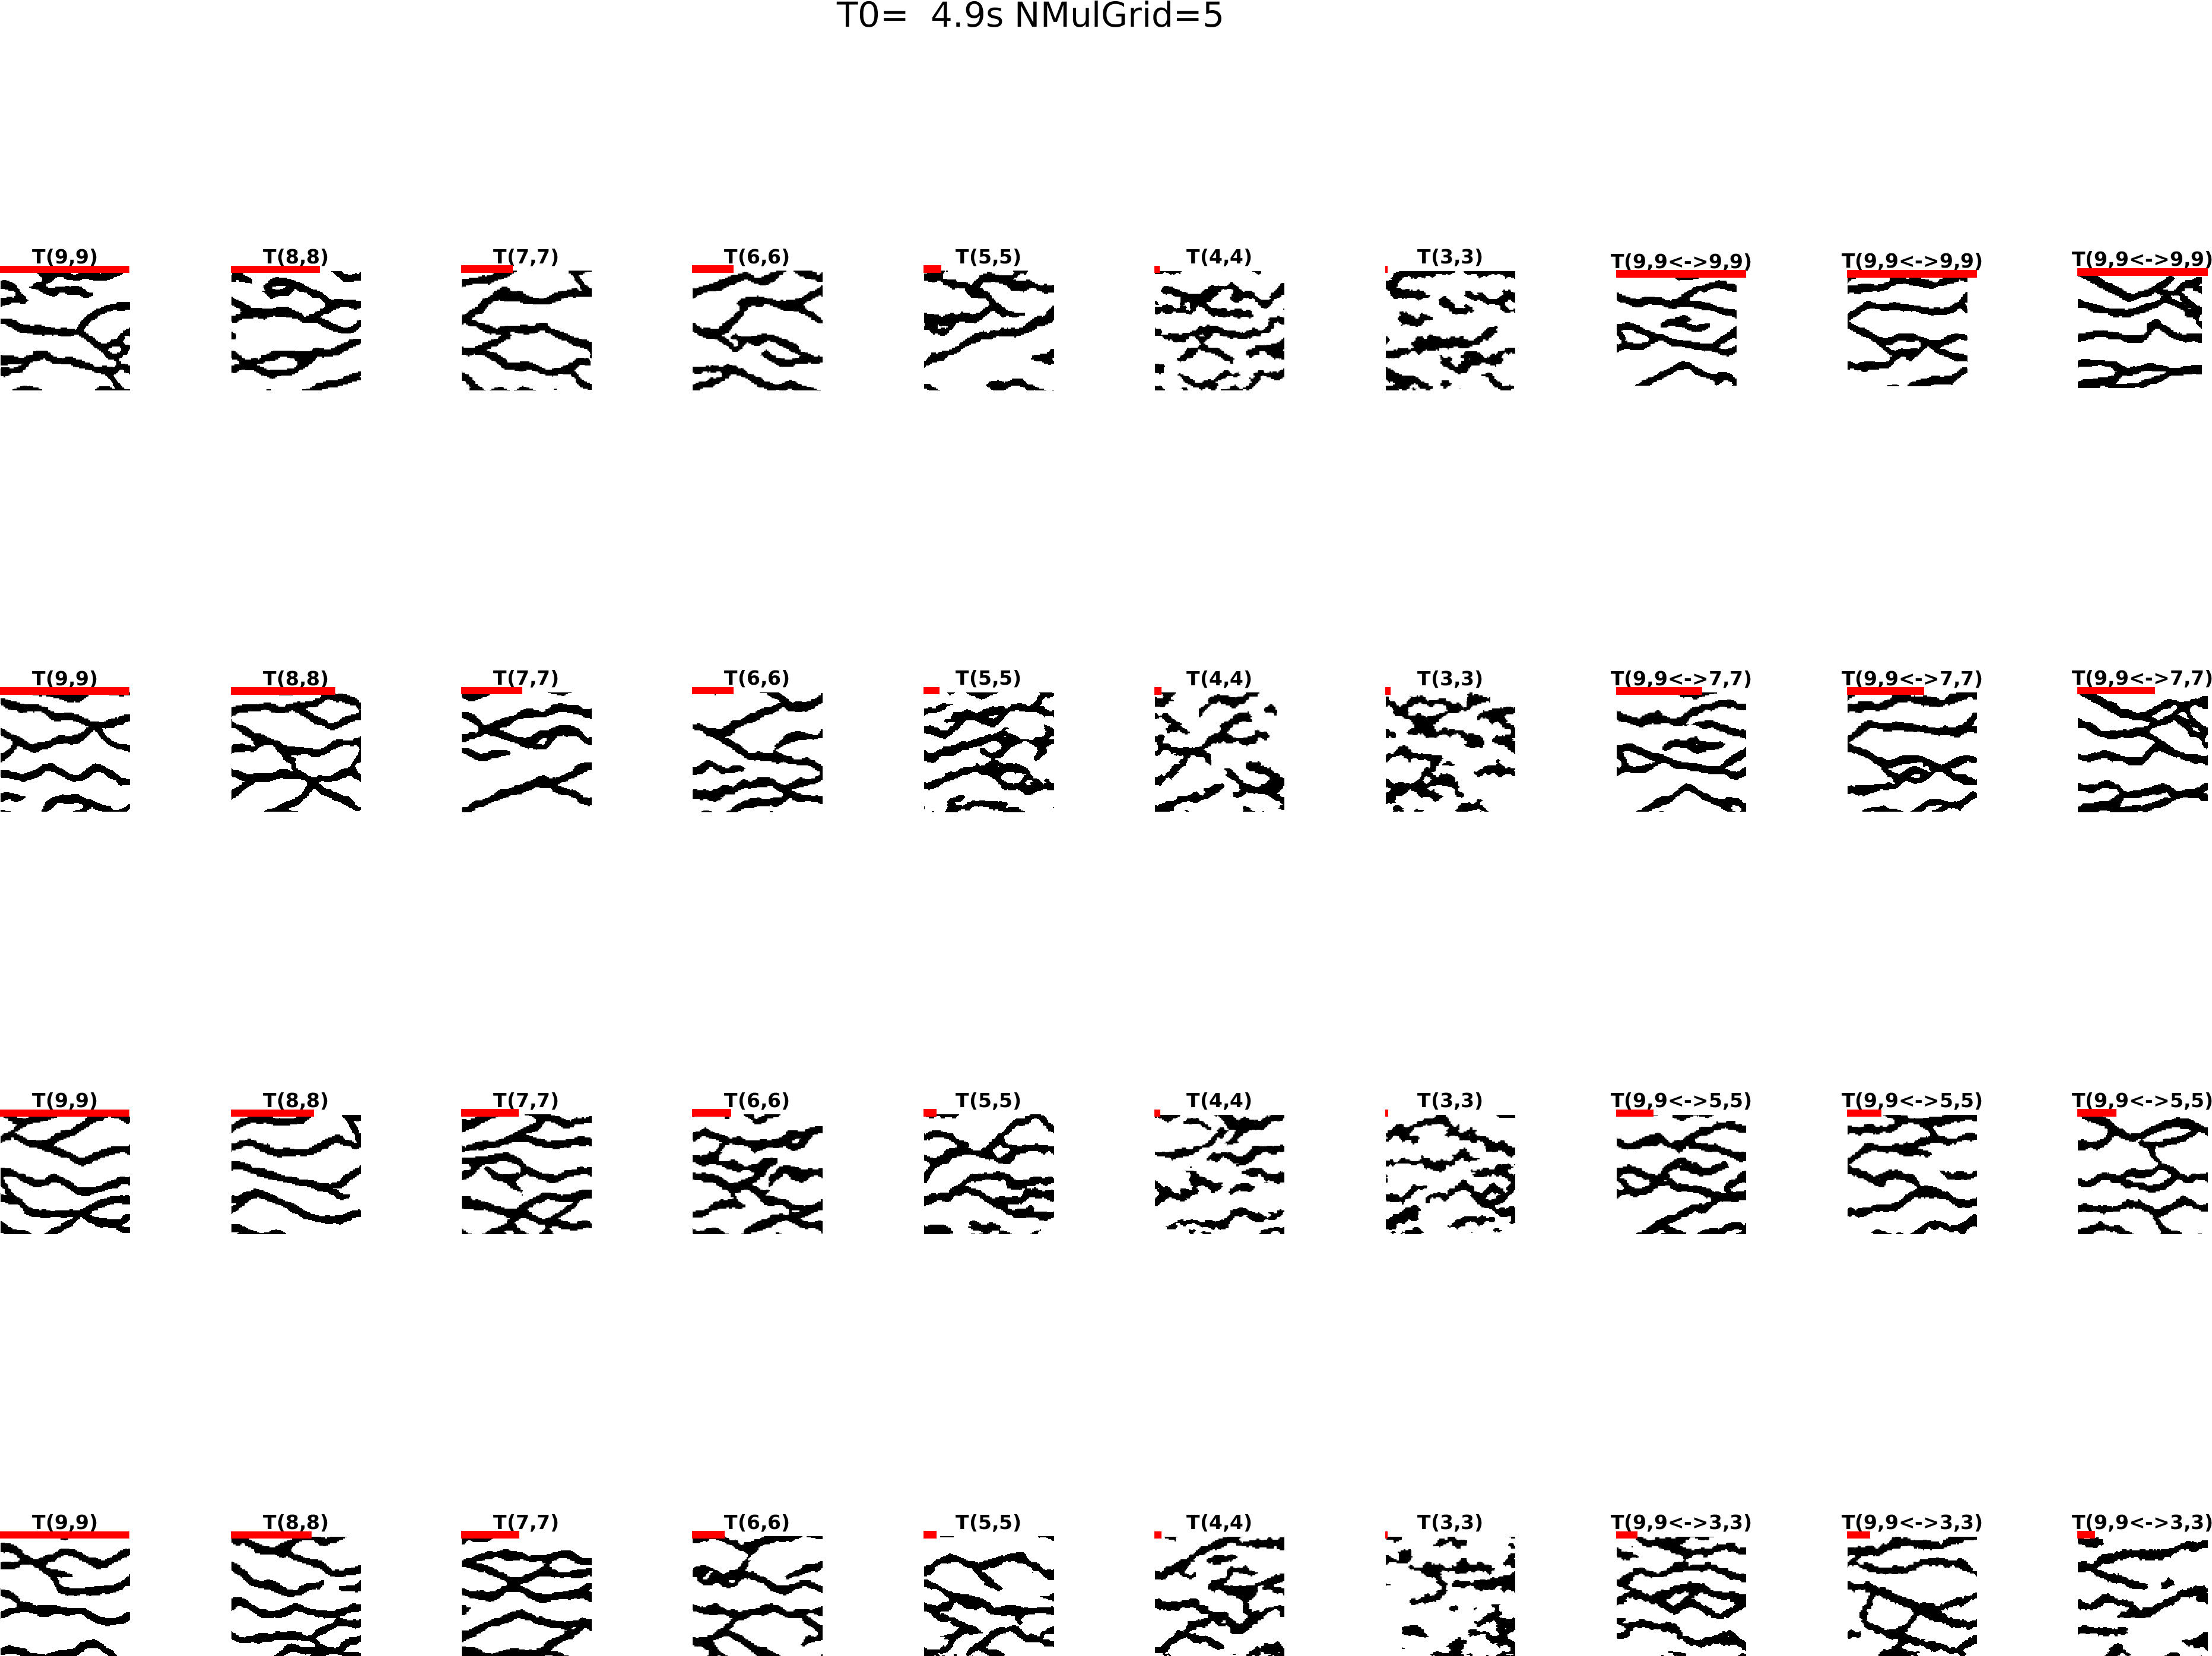 T0=  4.9s NMulGrid=5
T(9,9) T(8,8) T(7,7) T(6,6) T(5,5) T(4,4) T(3,3) T(9,9<->9,9) T(9,9<->9,9) T(9,9<->9,9)
T(9,9) T(8,8) T(7,7) T(6,6) T(5,5) T(4,4) T(3,3) T(9,9<->7,7) T(9,9<->7,7) T(9,9<->7,7)
T(9,9) T(8,8) T(7,7) T(6,6) T(5,5) T(4,4) T(3,3) T(9,9<->5,5) T(9,9<->5,5) T(9,9<->5,5)
T(9,9) T(8,8) T(7,7) T(6,6) T(5,5) T(4,4) T(3,3) T(9,9<->3,3) T(9,9<->3,3) T(9,9<->3,3)